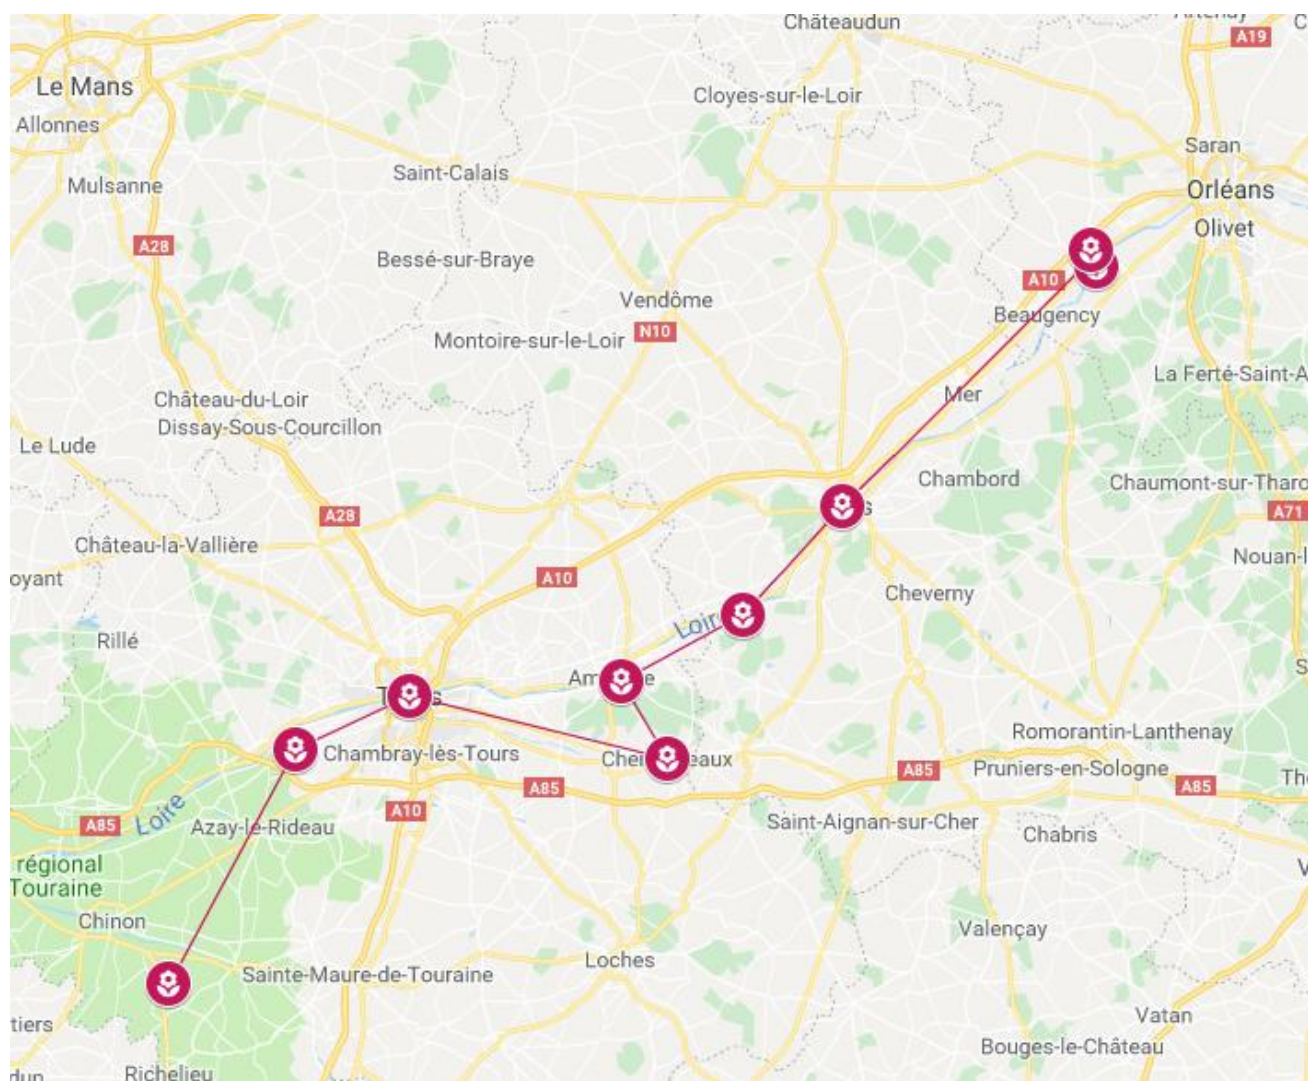 Châteaudun
A19
Le Mans
Cloyes-sur-le-Loir
Allonnes
Saran
Saint-Calais
Mulsanne
Orléans
Olivet
A28
Bessé-sur-Braye
A10
Vendôme
Beaugency
N10
Montoire-sur-le-Loir
La Ferté-Saint-A
Mer
Château-du-Loir
Dissay-Sous-Courcillon
Le Lude
Chambord
Chaumont-sur-Tharo
A28
A71
Château-la-Vallière
Nouan-l
oyant
A10
Cheverny
Loir
Rillé
Romorantin-Lanthenay
Chambray-lès-Tours
Pruniers-en-Sologne
A85
A85
A85
A10
Loire
A85
Azay-le-Rideau
Saint-Aignan-sur-Cher
Chabris
régional
Touraine
Chinon
Valençay
Loches
Sainte-Maure-de-Touraine
Vatan
tiers
Bouges-le-Château
Richelieu